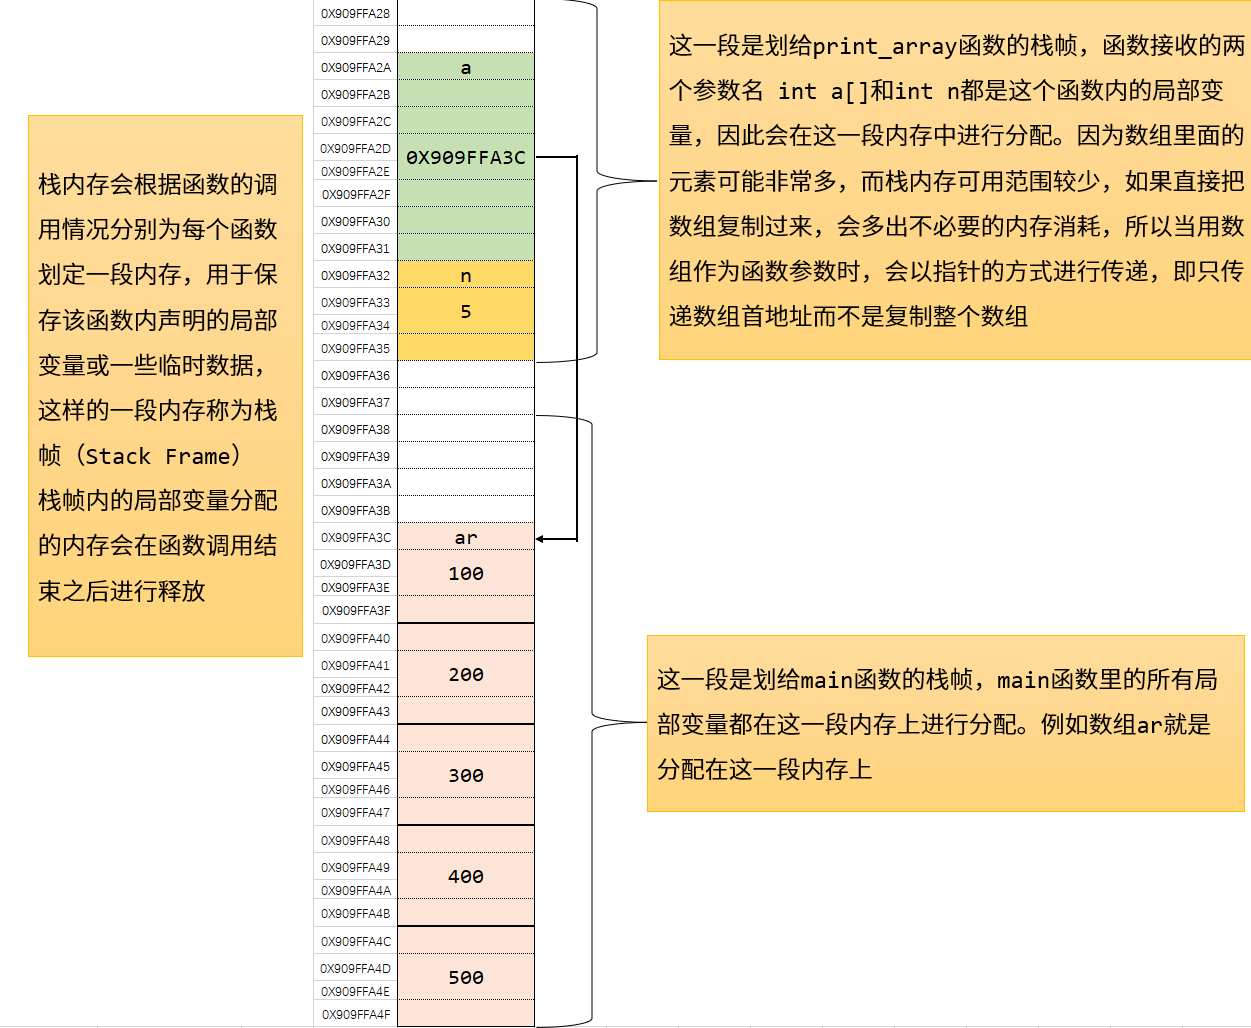 栈内存会根据函数的调
用情况分别为每个函数
划定一段内存，用于保
存该函数内声明的局部
变量或一些临时数据，
这样的一段内存称为栈
帧（Stack Frame）
栈帧内的局部变量分配
的内存会在函数调用结
束之后进行释放
0X909FFA28
0X909FFA29
0X909FFA2A a
0X909FFA2B
0X909FFA2C
0X909FFA2D
0X909FFA3C
0X909FFA2E
0X909FFA2F
0X909FFA30
0X909FFA31
0X909FFA32 n
0X909FFA33
5
0X909FFA34
0X909FFA35
0X909FFA36
0X909FFA37
0X909FFA38
0X909FFA39
0X909FFA3A
0X909FFA3B
0X909FFA3C ar
0X909FFA3D
100
0X909FFA3E
0X909FFA3F
0X909FFA40
0X909FFA41
200
0X909FFA42
0X909FFA43
0X909FFA44
0X909FFA45
300
0X909FFA46
0X909FFA47
0X909FFA48
0X909FFA49
400
0X909FFA4A
0X909FFA4B
0X909FFA4C
0X909FFA4D
500
0X909FFA4E
0X909FFA4F
这一段是划给print_array函数的栈帧，函数接收的两
个参数名 int a[]和int n都是这个函数内的局部变
量，因此会在这一段内存中进行分配。因为数组里面的
元素可能非常多，而栈内存可用范围较少，如果直接把
数组复制过来，会多出不必要的内存消耗，所以当用数
组作为函数参数时，会以指针的方式进行传递，即只传
递数组首地址而不是复制整个数组
这一段是划给main函数的栈帧，main函数里的所有局
部变量都在这一段内存上进行分配。例如数组ar就是
分配在这一段内存上